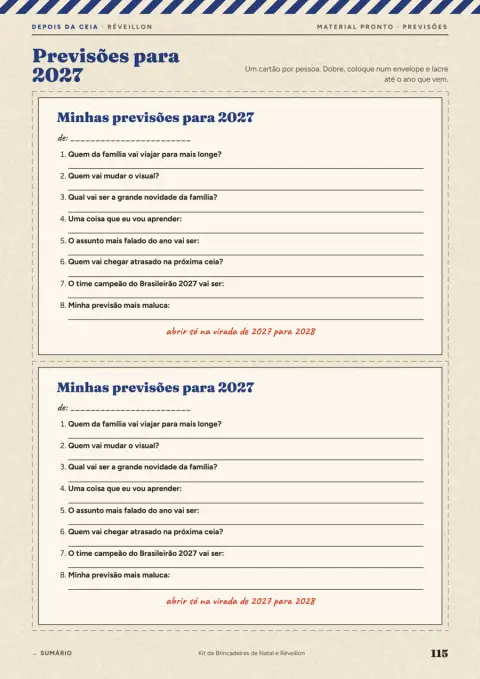 DEPOIS DA CEIA · RÉVEILLON
MATERIAL PRONTO · PREVISÕES
Previsões para
2027
Um cartão por pessoa. Dobre, coloque num envelope e lacre
até o ano que vem.
Minhas previsões para 2027
de: ________________________
1. Quem da família vai viajar para mais longe?
2. Quem vai mudar o visual?
3. Qual vai ser a grande novidade da família?
4. Uma coisa que eu vou aprender:
5. O assunto mais falado do ano vai ser:
6. Quem vai chegar atrasado na próxima ceia?
7. O time campeão do Brasileirão 2027 vai ser:
8. Minha previsão mais maluca:
abrir só na virada de 2027 para 2028
Minhas previsões para 2027
de: ________________________
1. Quem da família vai viajar para mais longe?
2. Quem vai mudar o visual?
3. Qual vai ser a grande novidade da família?
4. Uma coisa que eu vou aprender:
5. O assunto mais falado do ano vai ser:
6. Quem vai chegar atrasado na próxima ceia?
7. O time campeão do Brasileirão 2027 vai ser:
8. Minha previsão mais maluca:
abrir só na virada de 2027 para 2028
← SUMÁRIO
Kit de Brincadeiras de Natal e Réveillon
115